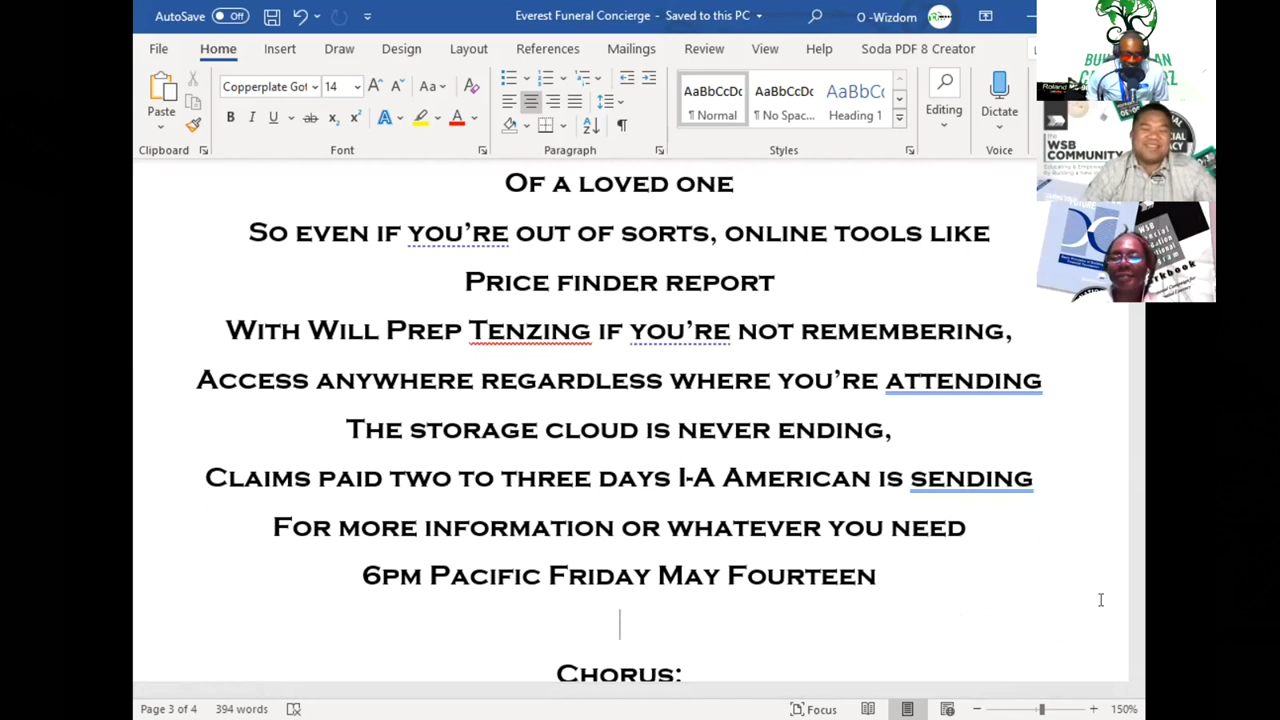 AutoSave Off Everest Funeral Concierge - Saved to this PC O -Wizdom
File Home Insert Draw Design Layout References Mailings Review View Help Soda PDF 8 Creator
Paste
Clipboard
Copperplate Got 14
Font
Paragraph
AaBbCcDc AaBbCcDc AaBbCc
¶ Normal ¶ No Spac... Heading 1
Styles
Editing
Dictate
Voice
Of a loved one
So even if you're out of sorts, online tools like
Price finder report
With Will Prep Tenzing if you're not remembering,
Access anywhere regardless where you're attending
The storage cloud is never ending,
Claims paid two to three days I-A American is sending
For more information or whatever you need
6pm Pacific Friday May Fourteen
Chorus:
Page 3 of 4 394 words Focus 150%
the
WSB
COMMUNITY